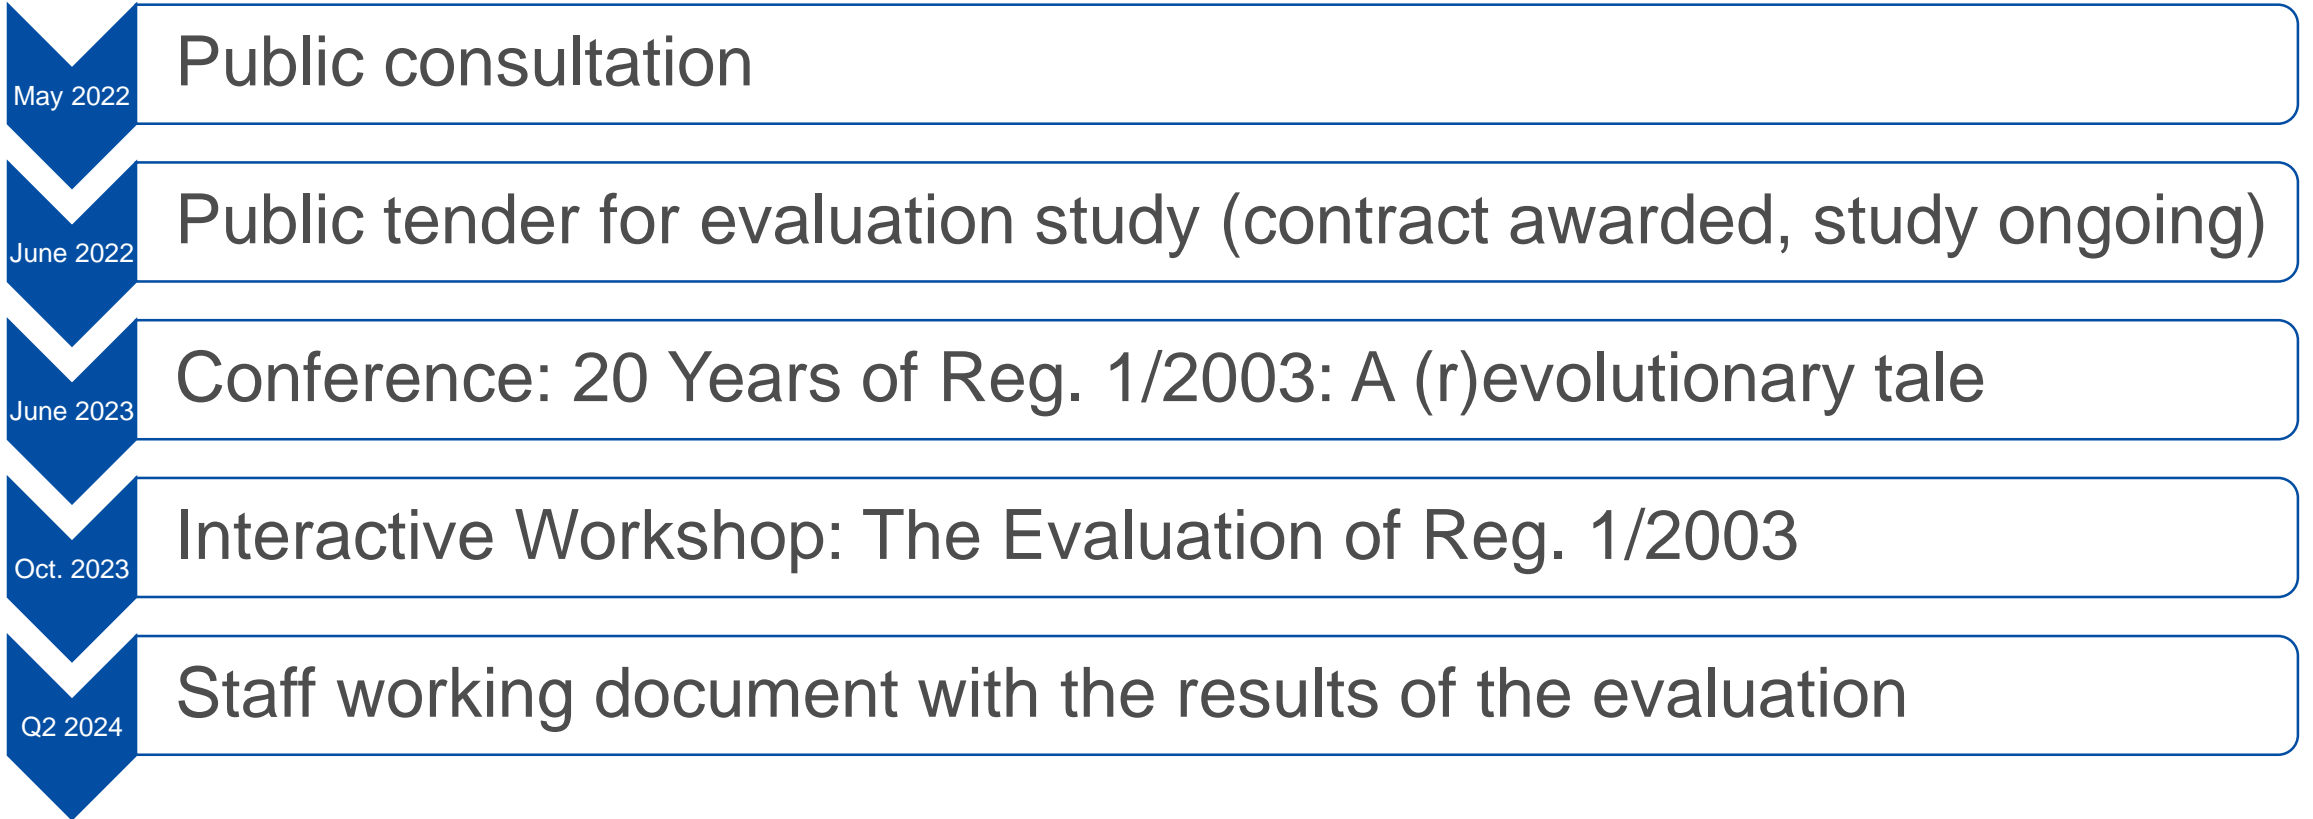 May 2022
Public consultation
June 2022
Public tender for evaluation study (contract awarded, study ongoing)
June 2023
Conference: 20 Years of Reg. 1/2003: A (r)evolutionary tale
Oct. 2023
Interactive Workshop: The Evaluation of Reg. 1/2003
Q2 2024
Staff working document with the results of the evaluation